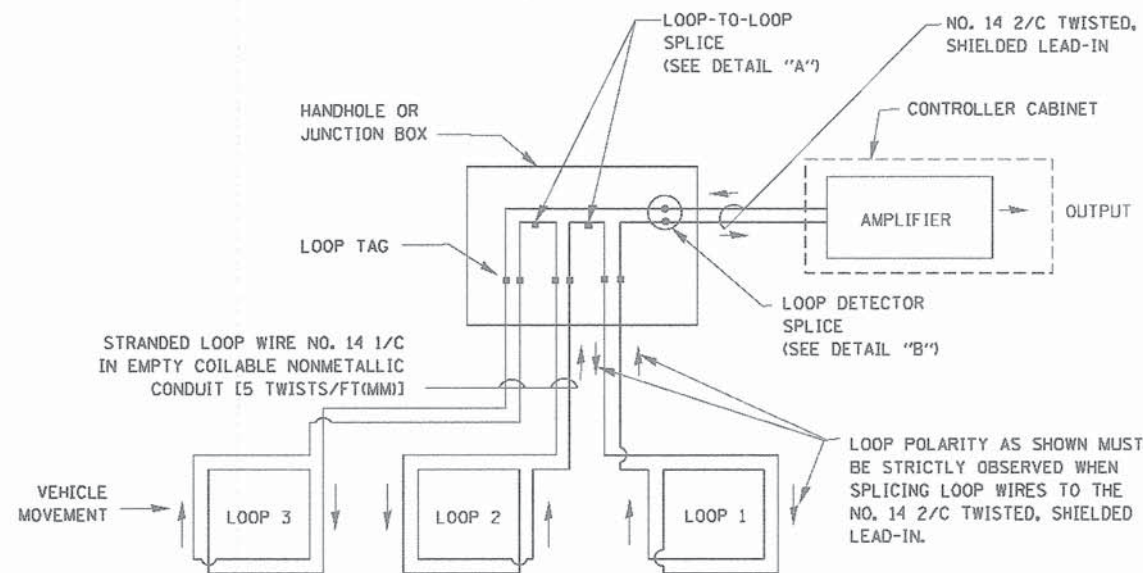 LOOP-TO-LOOP
SPLICE
(SEE DETAIL "A")
NO. 14 2/C TWISTED,
SHIELDED LEAD-IN
HANDHOLE OR
JUNCTION BOX
CONTROLLER CABINET
AMPLIFIER
OUTPUT
LOOP TAG
LOOP DETECTOR
SPLICE
(SEE DETAIL "B")
STRANDED LOOP WIRE NO. 14 1/C
IN EMPTY COILABLE NONMETALLIC
CONDUIT [5 TWISTS/FT(MM)]
LOOP POLARITY AS SHOWN MUST
BE STRICTLY OBSERVED WHEN
SPLICING LOOP WIRES TO THE
NO. 14 2/C TWISTED, SHIELDED
LEAD-IN.
VEHICLE
MOVEMENT
LOOP 3
LOOP 2
LOOP 1